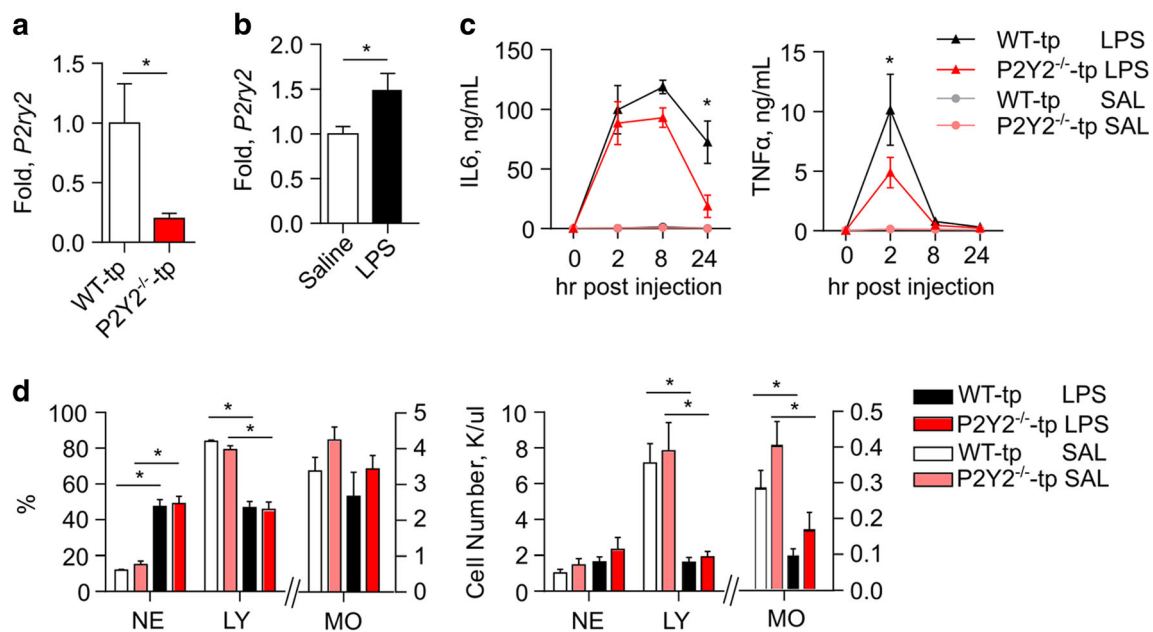 a
*
Fold, P2ry2
1.5
1.0
0.5
0.0
WT-tp
P2Y2-/--tp
b
*
Fold, P2ry2
2.0
1.5
1.0
0.5
0.0
Saline
LPS
c
IL6, ng/mL
150
100
50
0
*
0 2 8 24
hr post injection
TNFα, ng/mL
15
10
5
0
*
0 2 8 24
hr post injection
WT-tp LPS
P2Y2-/--tp LPS
WT-tp SAL
P2Y2-/--tp SAL
d
%
100
80
60
40
20
0
* *
* *
5
4
3
2
1
0
NE LY MO
Cell Number, K/ul
10
8
6
4
2
0
* *
* *
0.5
0.4
0.3
0.2
0.1
0.0
NE LY MO
WT-tp LPS
P2Y2-/--tp LPS
WT-tp SAL
P2Y2-/--tp SAL